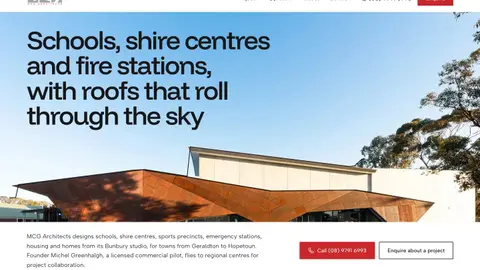 Schools, shire centres
and fire stations,
with roofs that roll
through the sky
MCG Architects designs schools, shire centres, sports precincts, emergency stations,
housing and homes from its Bunbury studio, for towns from Geraldton to Hopetoun.
Founder Michel Greenhalgh, a licensed commercial pilot, flies to regional centres for
project collaboration.
Call (08) 9791 6993
Enquire about a project